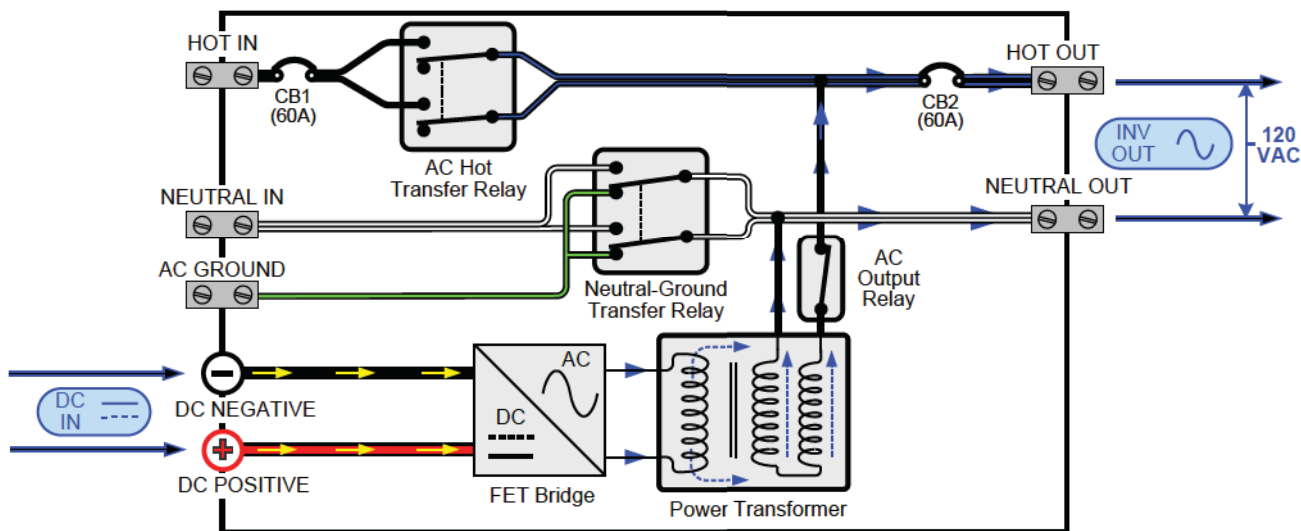 HOT IN
CB1
(60A)
AC Hot
Transfer Relay
HOT OUT
CB2
(60A)
INV
OUT
120
VAC
NEUTRAL IN
NEUTRAL OUT
AC GROUND
Neutral-Ground
Transfer Relay
AC
Output
Relay
DC
IN
-
DC NEGATIVE
+
DC POSITIVE
AC
DC
FET Bridge
Power Transformer